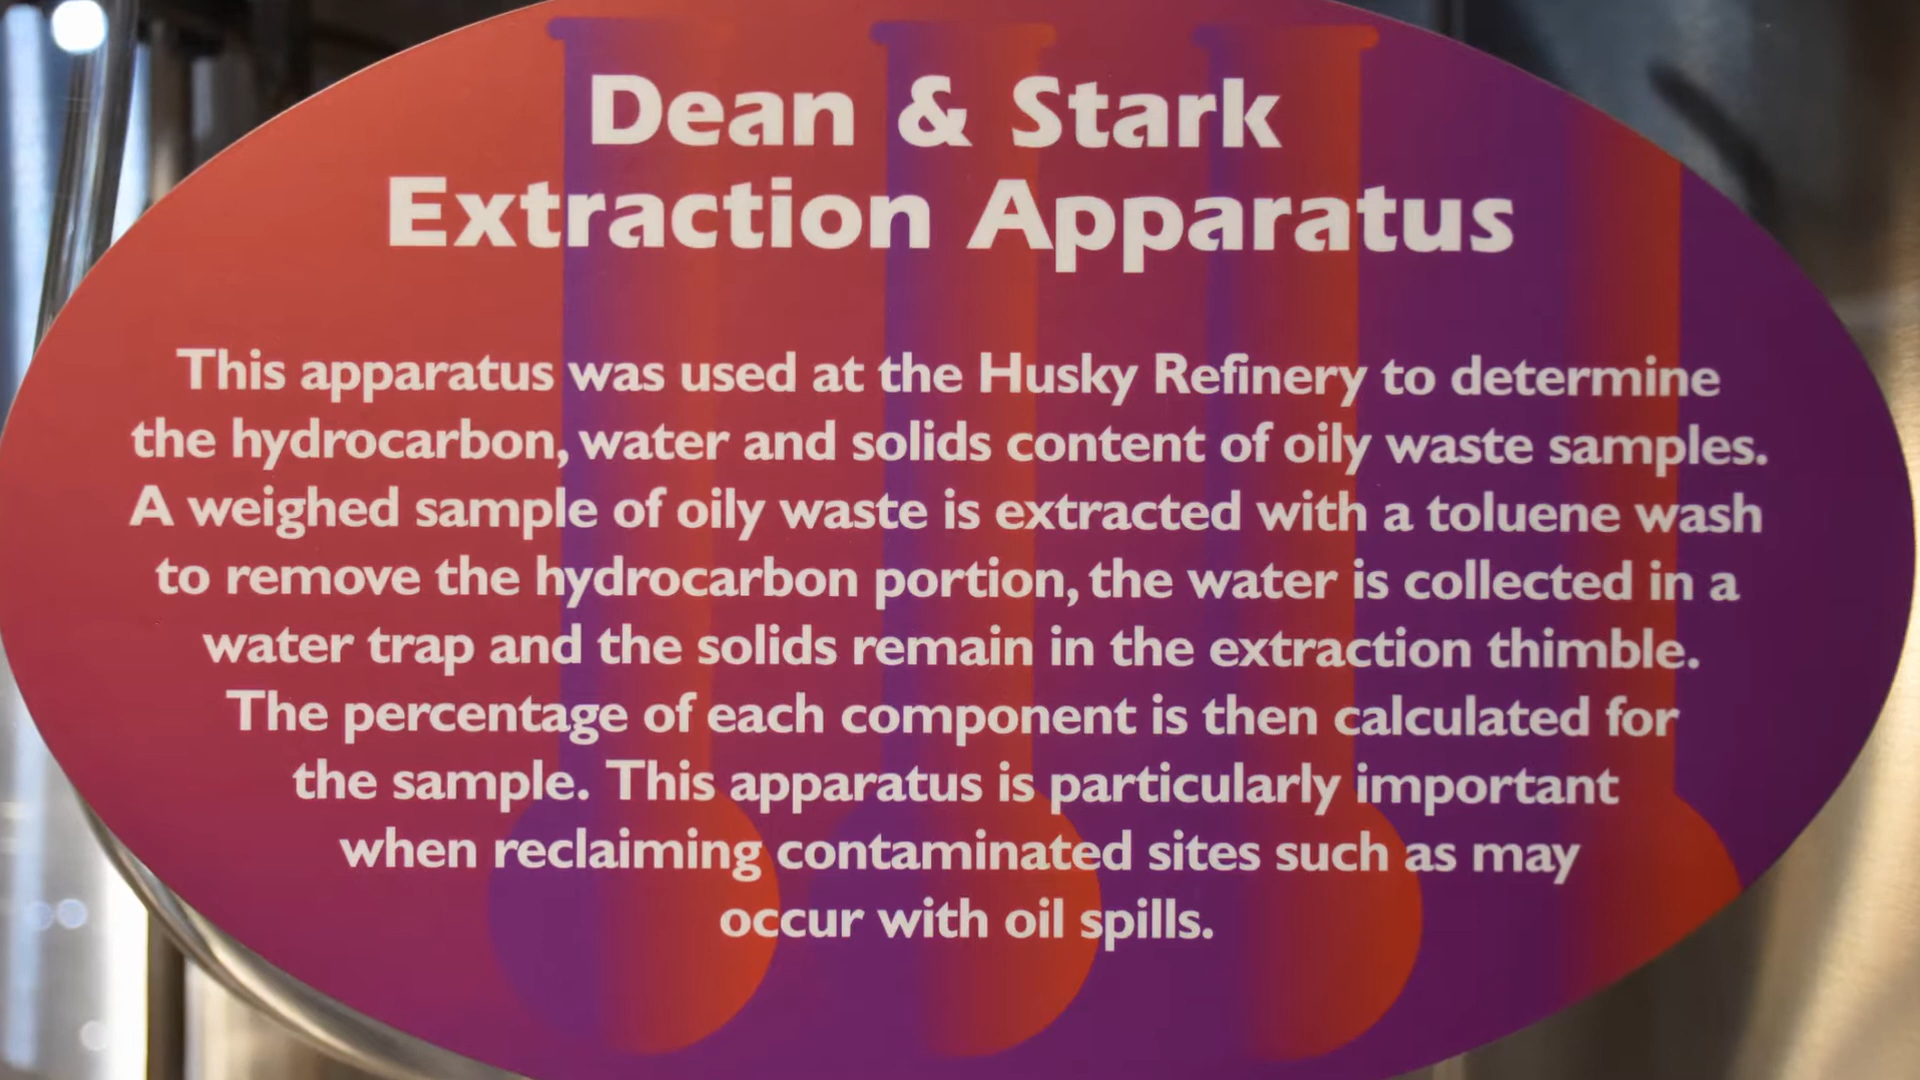 Dean & Stark
Extraction Apparatus
This apparatus was used at the Husky Refinery to determine
the hydrocarbon, water and solids content of oily waste samples.
A weighed sample of oily waste is extracted with a toluene wash
to remove the hydrocarbon portion, the water is collected in a
water trap and the solids remain in the extraction thimble.
The percentage of each component is then calculated for
the sample. This apparatus is particularly important
when reclaiming contaminated sites such as may
occur with oil spills.